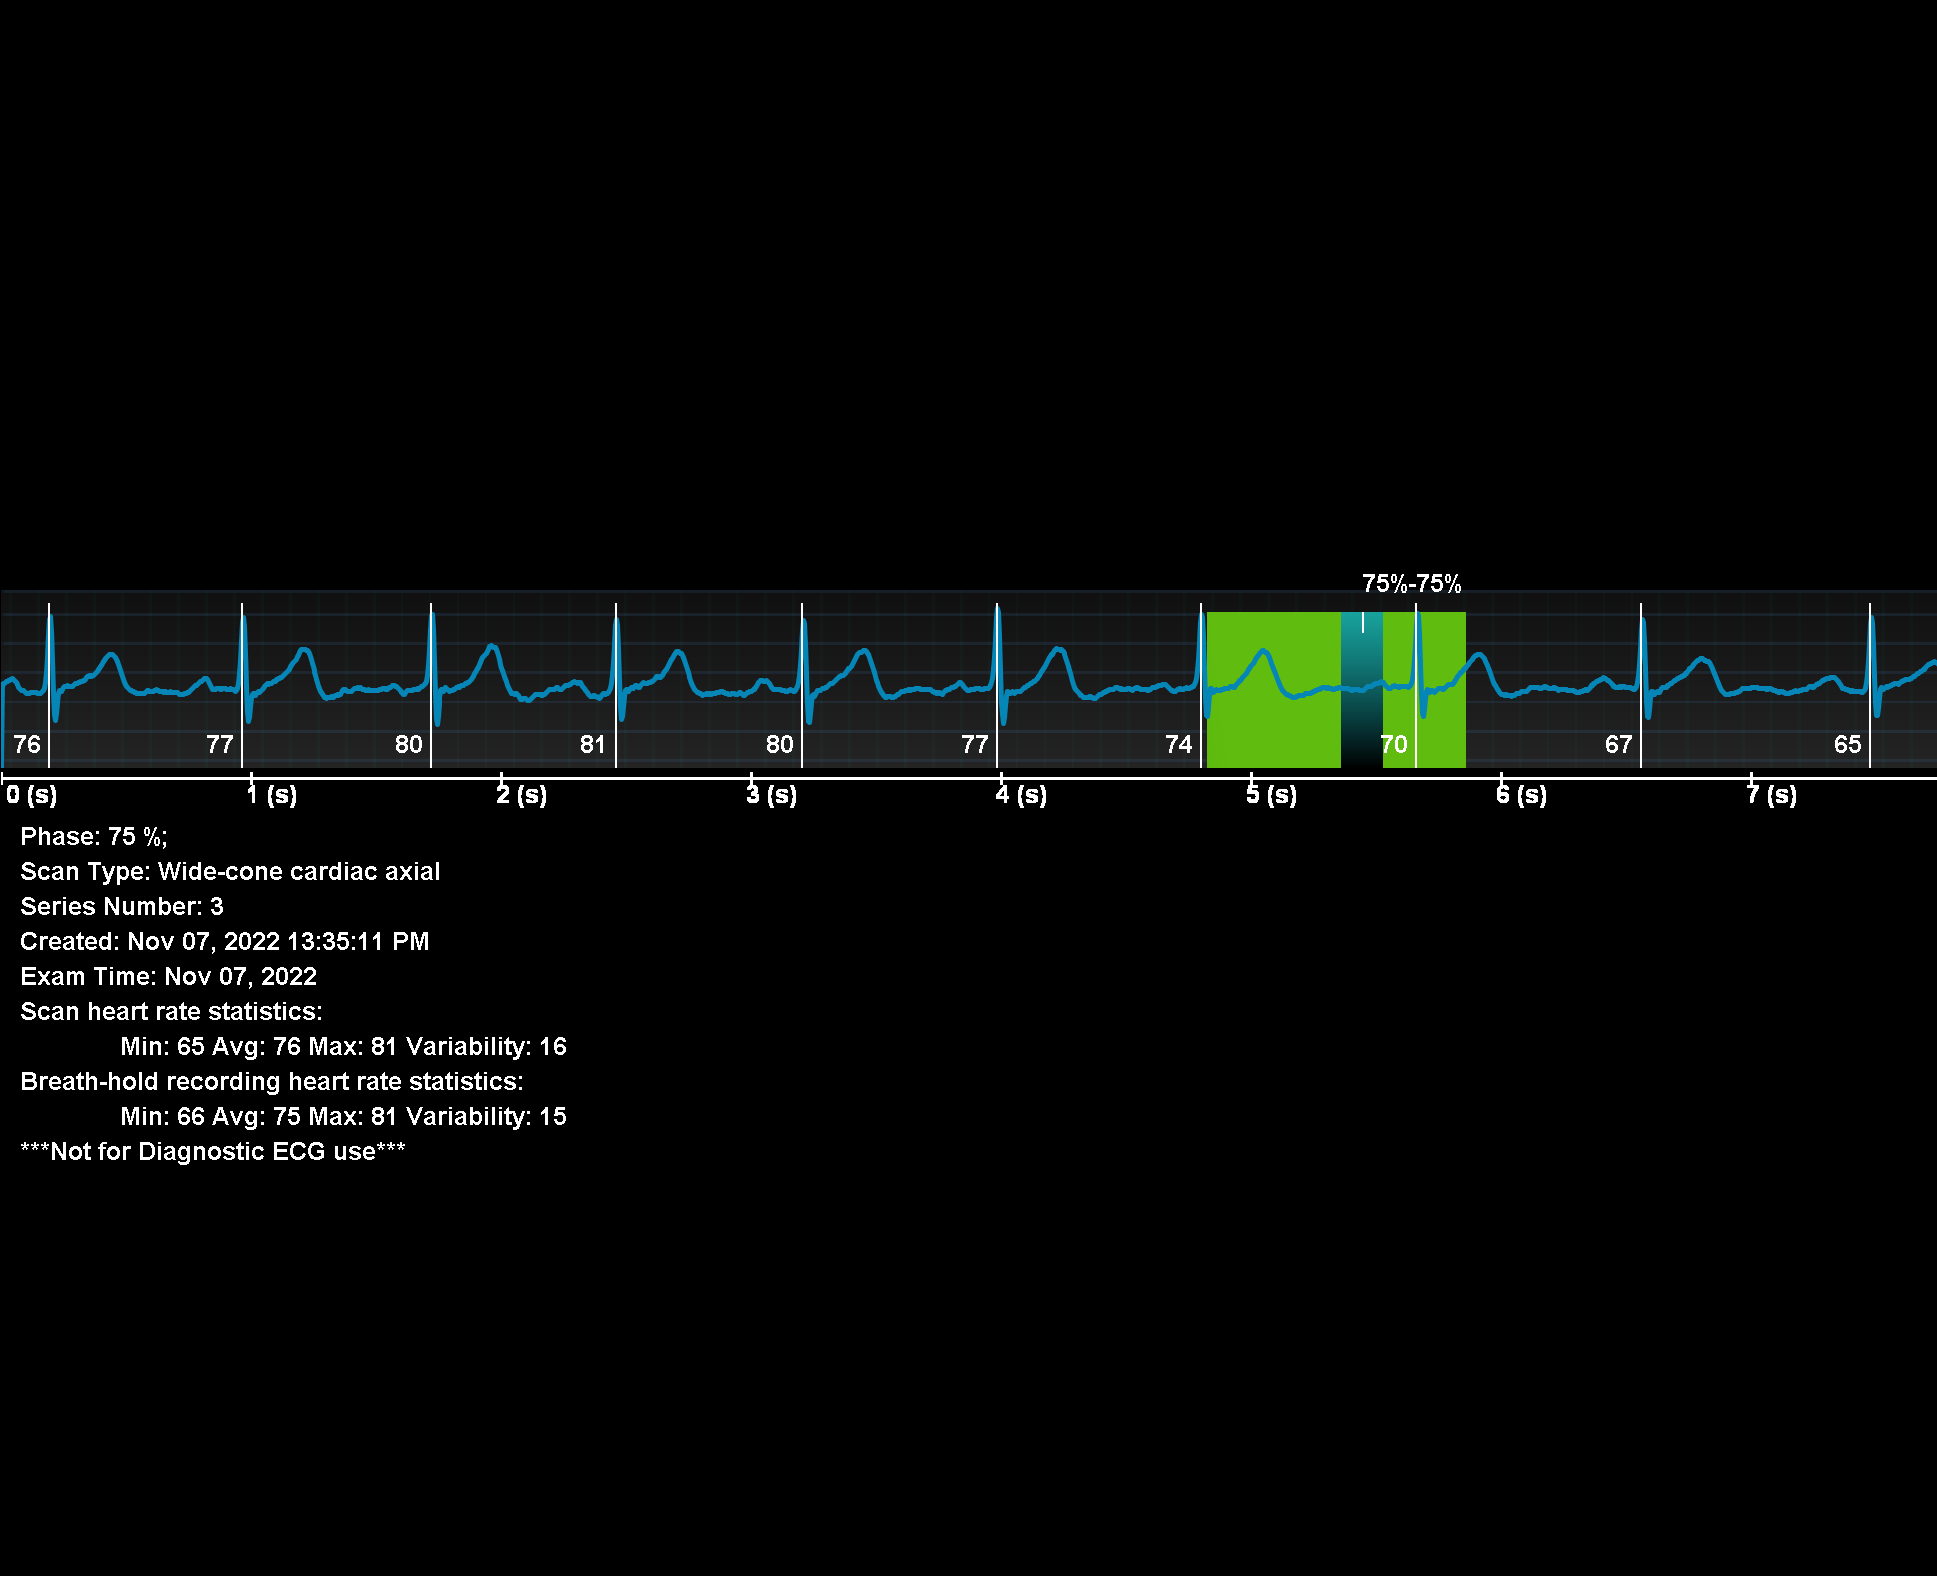 75%-75%
76 77 80 81 80 77 74 70 67 65
0 (s) 1 (s) 2 (s) 3 (s) 4 (s) 5 (s) 6 (s) 7 (s)
Phase: 75 %;
Scan Type: Wide-cone cardiac axial
Series Number: 3
Created: Nov 07, 2022 13:35:11 PM
Exam Time: Nov 07, 2022
Scan heart rate statistics:
Min: 65 Avg: 76 Max: 81 Variability: 16
Breath-hold recording heart rate statistics:
Min: 66 Avg: 75 Max: 81 Variability: 15
***Not for Diagnostic ECG use***